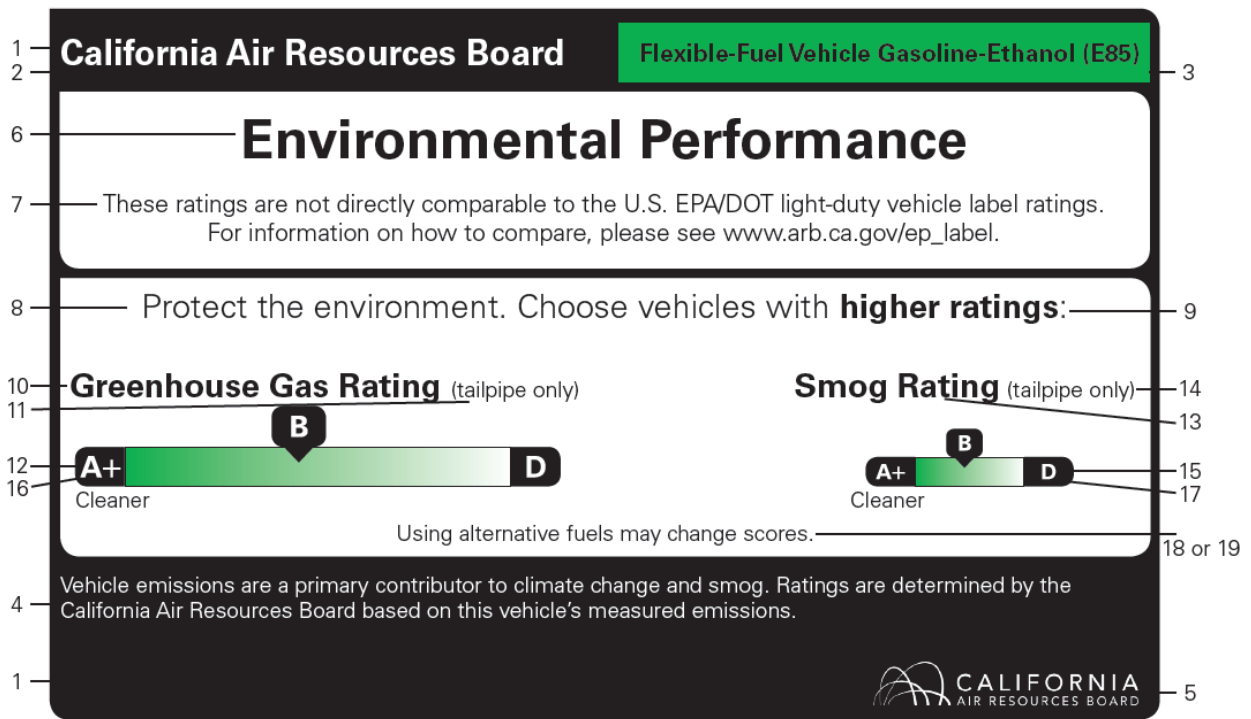 1
California Air Resources Board
Flexible-Fuel Vehicle Gasoline-Ethanol (E85)
2
3
6
Environmental Performance
7
These ratings are not directly comparable to the U.S. EPA/DOT light-duty vehicle label ratings.
For information on how to compare, please see www.arb.ca.gov/ep_label.
8
Protect the environment. Choose vehicles with higher ratings:
9
10
Greenhouse Gas Rating (tailpipe only)
Smog Rating (tailpipe only)
14
11
13
B
B
12
A+
D
A+
D
15
16
17
Cleaner
Cleaner
Using alternative fuels may change scores.
18 or 19
Vehicle emissions are a primary contributor to climate change and smog. Ratings are determined by the
4
California Air Resources Board based on this vehicle's measured emissions.
1
CALIFORNIA
AIR RESOURCES BOARD
5